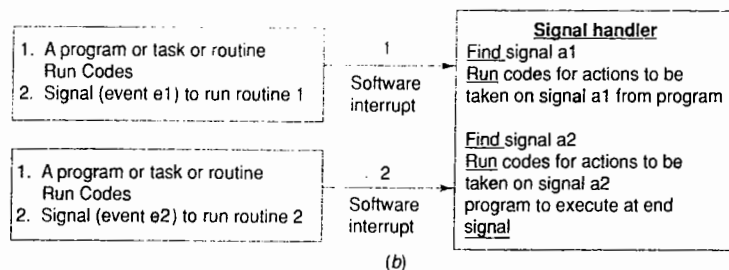 1. A program or task or routine
Run Codes
2. Signal (event e1) to run routine 1
1
Software
interrupt
1. A program or task or routine
Run Codes
2. Signal (event e2) to run routine 2
2
Software
interrupt
Signal handler
Find signal a1
Run codes for actions to be
taken on signal a1 from program
Find signal a2
Run codes for actions to be
taken on signal a2
program to execute at end
signal
(b)